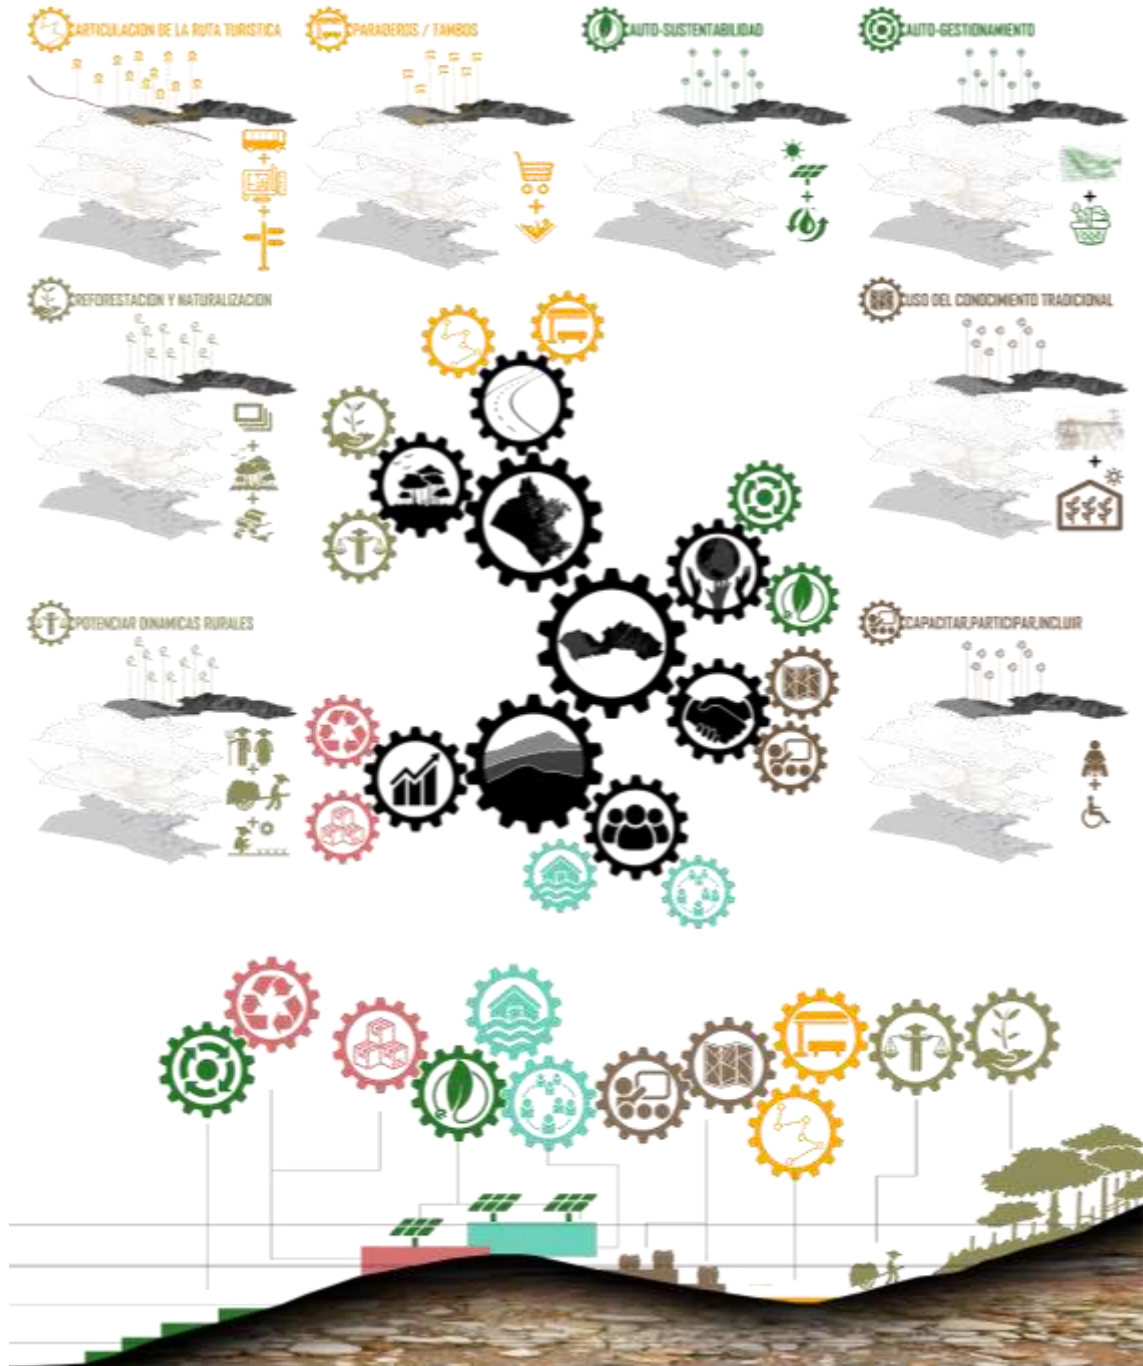 ARTICULACION DE LA RUTA TURISTICA
PARADEROS / TAMBOS
AUTO-SUSTENTABILIDAD
AUTO-GESTIONAMIENTO
REFORESTACION Y NATURALIZACION
USO DEL CONOCIMIENTO TRADICIONAL
POTENCIAR DINAMICAS RURALES
CAPACITAR,PARTICIPAR,INCLUIR